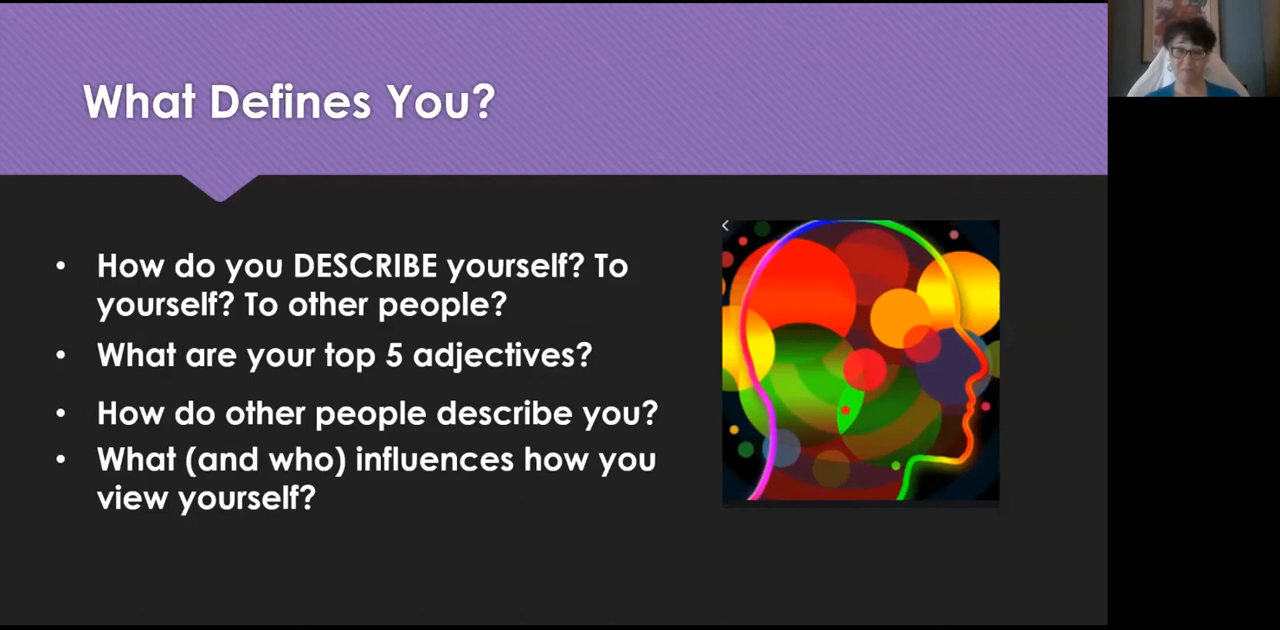 What Defines You?
• How do you DESCRIBE yourself? To
yourself? To other people?
• What are your top 5 adjectives?
• How do other people describe you?
• What (and who) influences how you
view yourself?